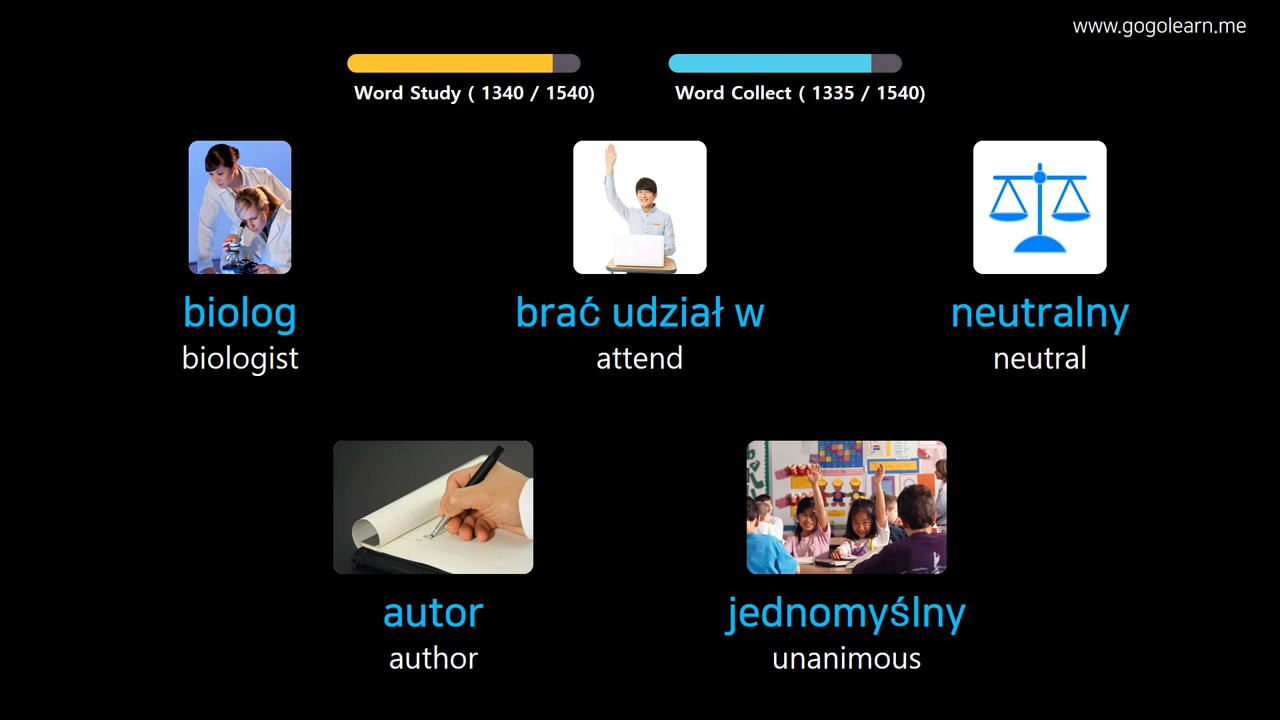 www.gogolearn.me
Word Study ( 1340 / 1540)
Word Collect ( 1335 / 1540)
biolog
biologist
brać udział w
attend
neutralny
neutral
autor
author
jednomyślny
unanimous